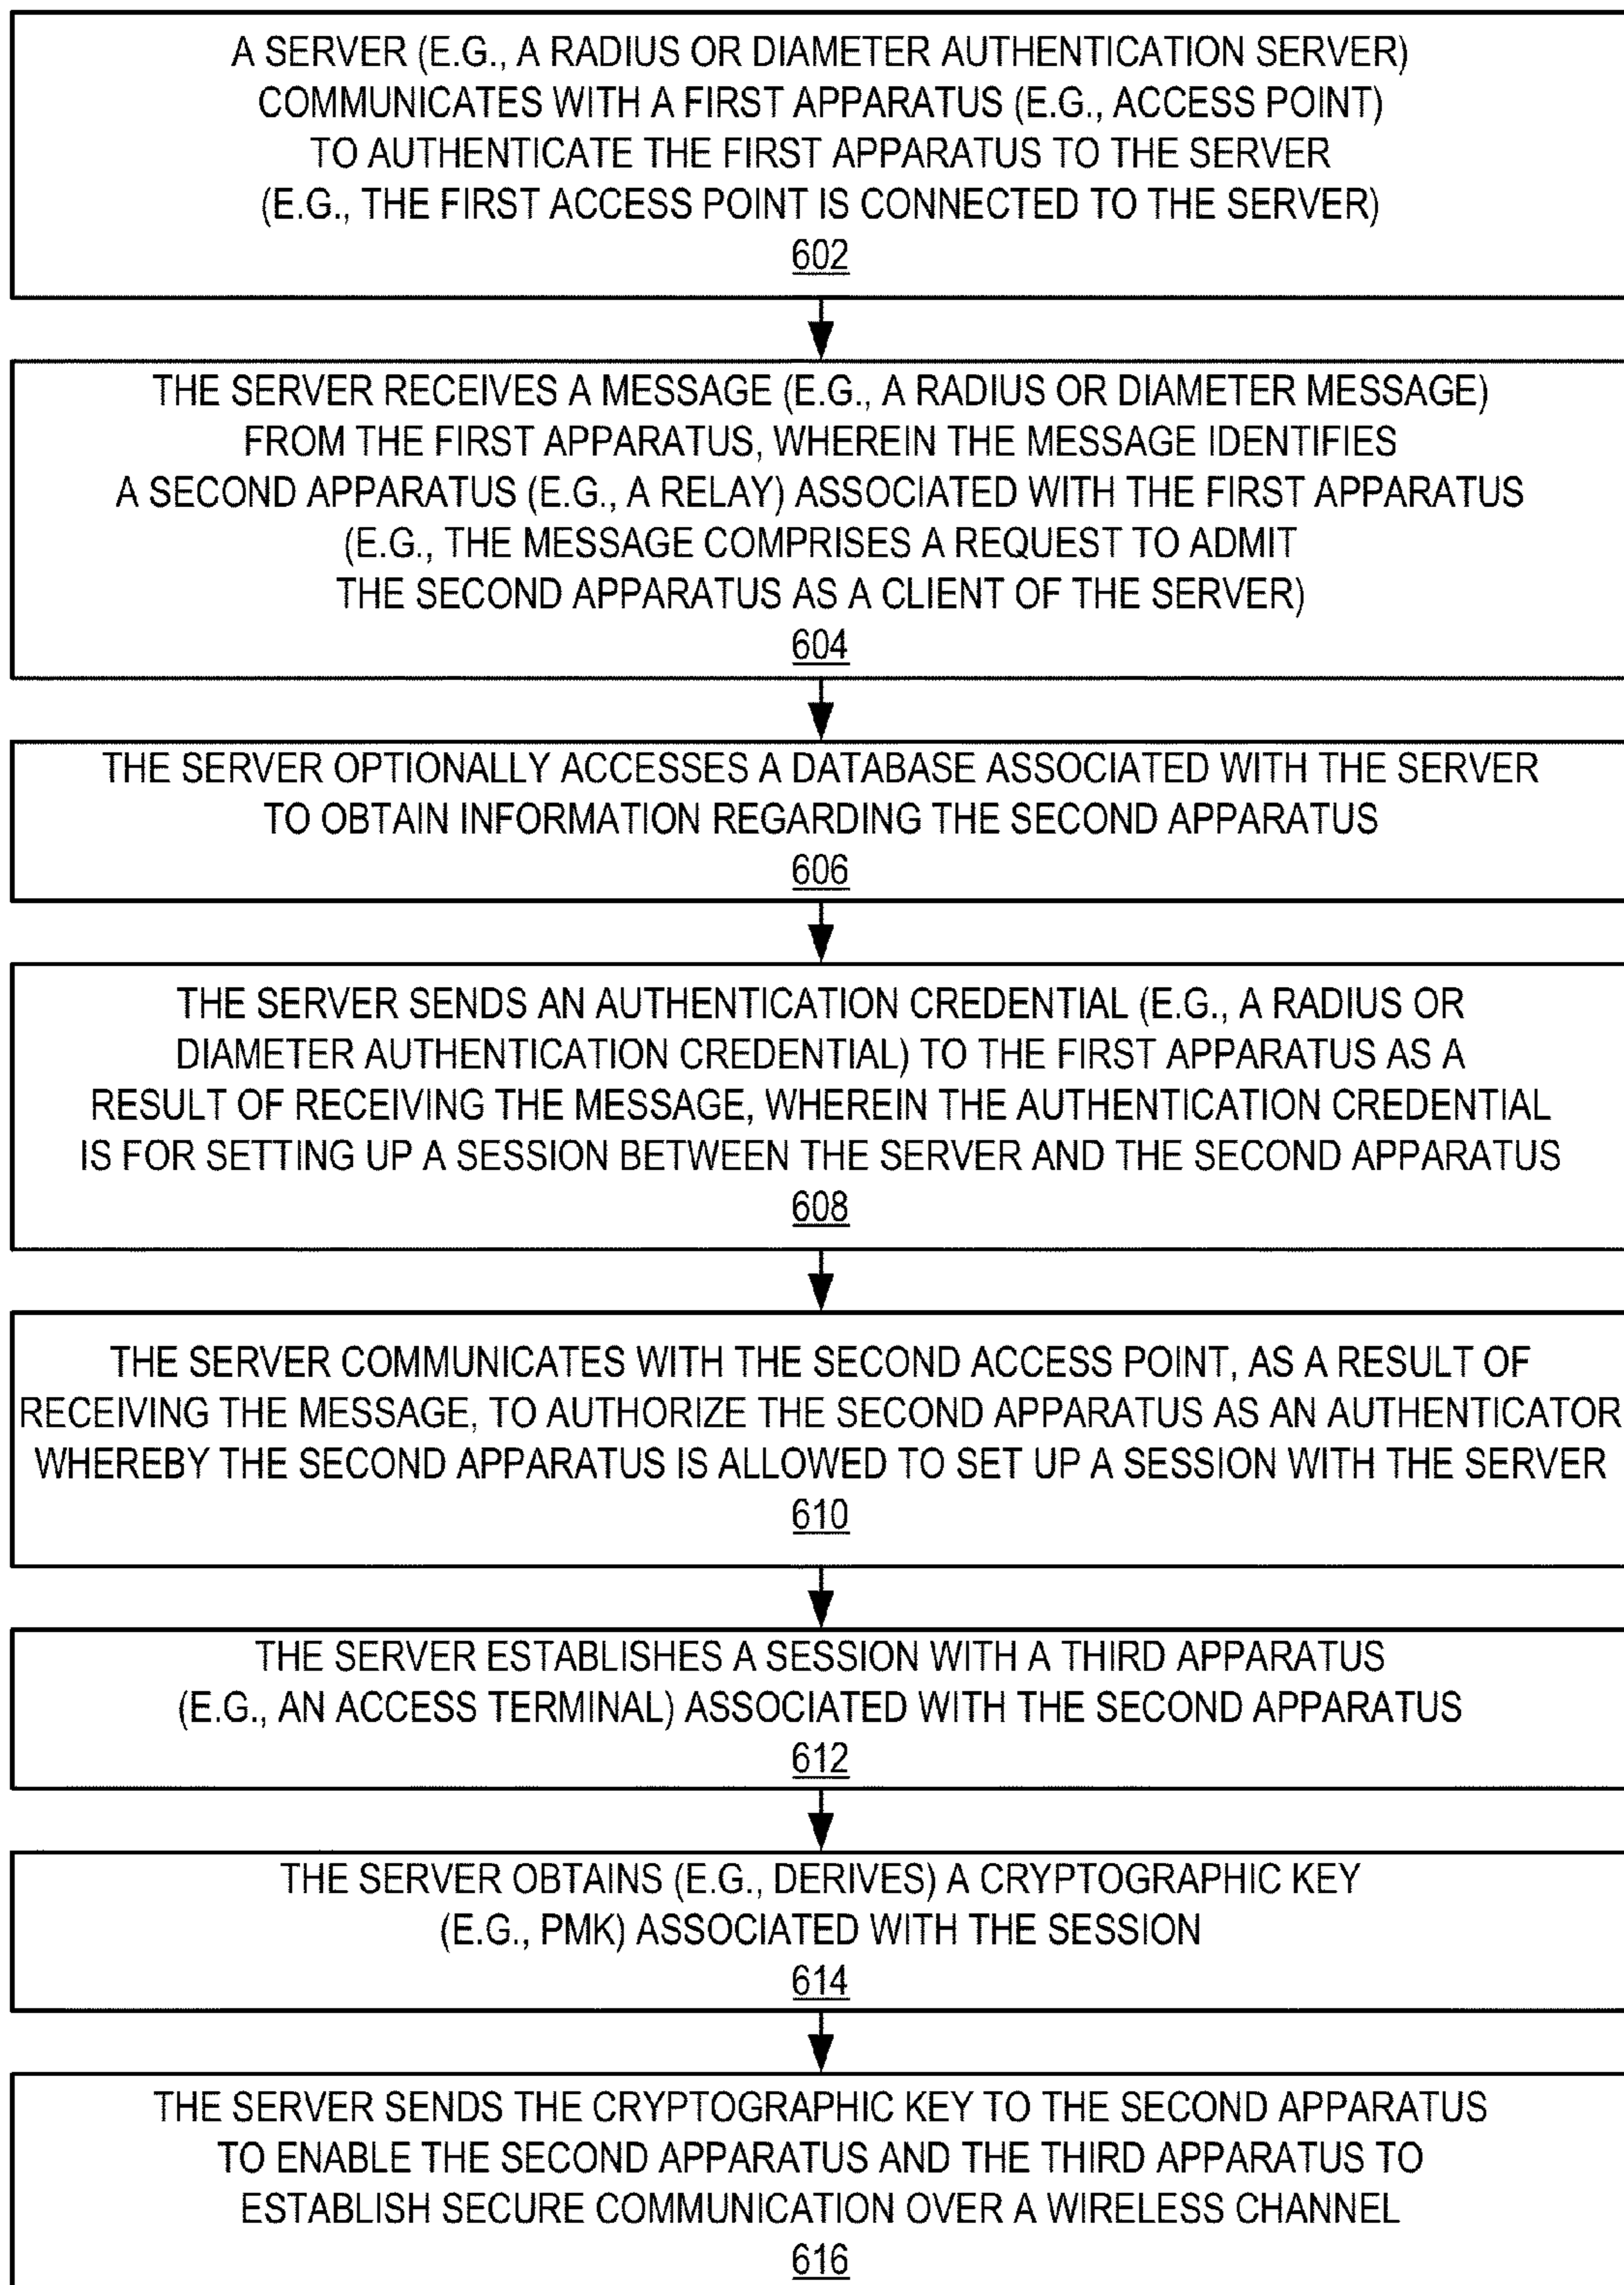 A SERVER (E.G., A RADIUS OR DIAMETER AUTHENTICATION SERVER)
COMMUNICATES WITH A FIRST APPARATUS (E.G., ACCESS POINT)
TO AUTHENTICATE THE FIRST APPARATUS TO THE SERVER
(E.G., THE FIRST ACCESS POINT IS CONNECTED TO THE SERVER)
602
THE SERVER RECEIVES A MESSAGE (E.G., A RADIUS OR DIAMETER MESSAGE)
FROM THE FIRST APPARATUS, WHEREIN THE MESSAGE IDENTIFIES
A SECOND APPARATUS (E.G., A RELAY) ASSOCIATED WITH THE FIRST APPARATUS
(E.G., THE MESSAGE COMPRISES A REQUEST TO ADMIT
THE SECOND APPARATUS AS A CLIENT OF THE SERVER)
604
THE SERVER OPTIONALLY ACCESSES A DATABASE ASSOCIATED WITH THE SERVER
TO OBTAIN INFORMATION REGARDING THE SECOND APPARATUS
606
THE SERVER SENDS AN AUTHENTICATION CREDENTIAL (E.G., A RADIUS OR
DIAMETER AUTHENTICATION CREDENTIAL) TO THE FIRST APPARATUS AS A
RESULT OF RECEIVING THE MESSAGE, WHEREIN THE AUTHENTICATION CREDENTIAL
IS FOR SETTING UP A SESSION BETWEEN THE SERVER AND THE SECOND APPARATUS
608
THE SERVER COMMUNICATES WITH THE SECOND ACCESS POINT, AS A RESULT OF
RECEIVING THE MESSAGE, TO AUTHORIZE THE SECOND APPARATUS AS AN AUTHENTICATOR
WHEREBY THE SECOND APPARATUS IS ALLOWED TO SET UP A SESSION WITH THE SERVER
610
THE SERVER ESTABLISHES A SESSION WITH A THIRD APPARATUS
(E.G., AN ACCESS TERMINAL) ASSOCIATED WITH THE SECOND APPARATUS
612
THE SERVER OBTAINS (E.G., DERIVES) A CRYPTOGRAPHIC KEY
(E.G., PMK) ASSOCIATED WITH THE SESSION
614
THE SERVER SENDS THE CRYPTOGRAPHIC KEY TO THE SECOND APPARATUS
TO ENABLE THE SECOND APPARATUS AND THE THIRD APPARATUS TO
ESTABLISH SECURE COMMUNICATION OVER A WIRELESS CHANNEL
616